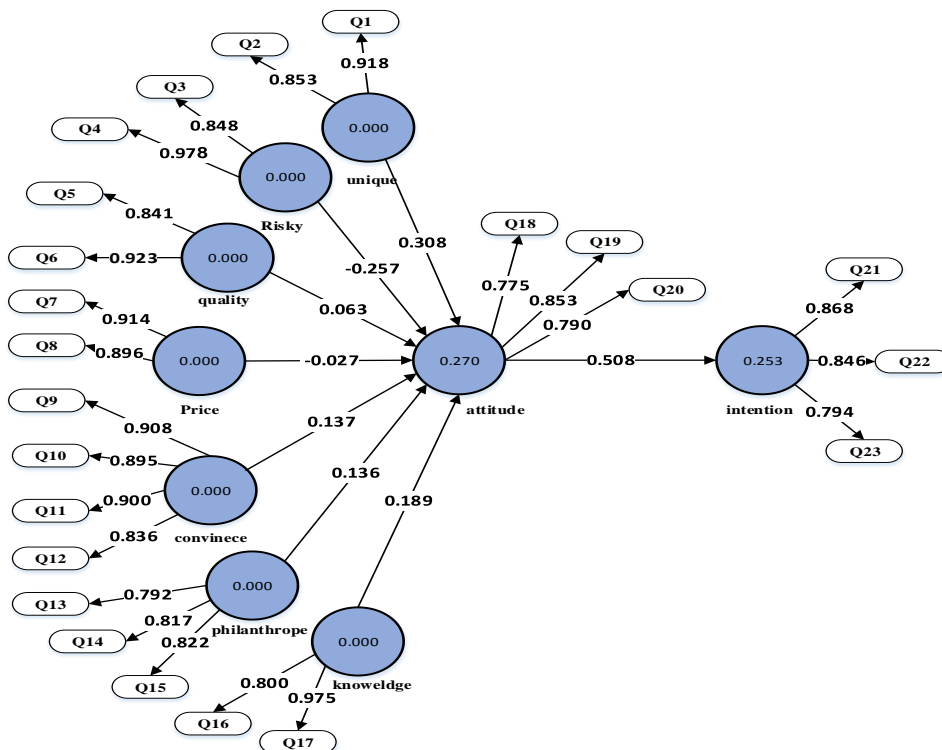 Q1
Q2
0.918
0.853
Q3
0.848
Q4
0.978
0.000
unique
0.000
Risky
Q5
0.841
Q6
0.923
0.000
quality
0.308
-0.257
0.063
Q7
0.914
Q8
0.896
0.000
Price
-0.027
Q18
0.775
Q19
0.853
Q20
0.790
0.270
attitude
0.508
0.253
intention
Q21
0.868
0.846
Q22
0.794
Q23
Q9
0.908
Q10
0.895
Q11
0.900
Q12
0.836
0.000
convinece
0.137
0.136
0.189
Q13
0.792
Q14
0.817
0.822
Q15
0.000
philanthrope
0.000
knoweldge
0.800
Q16
0.975
Q17